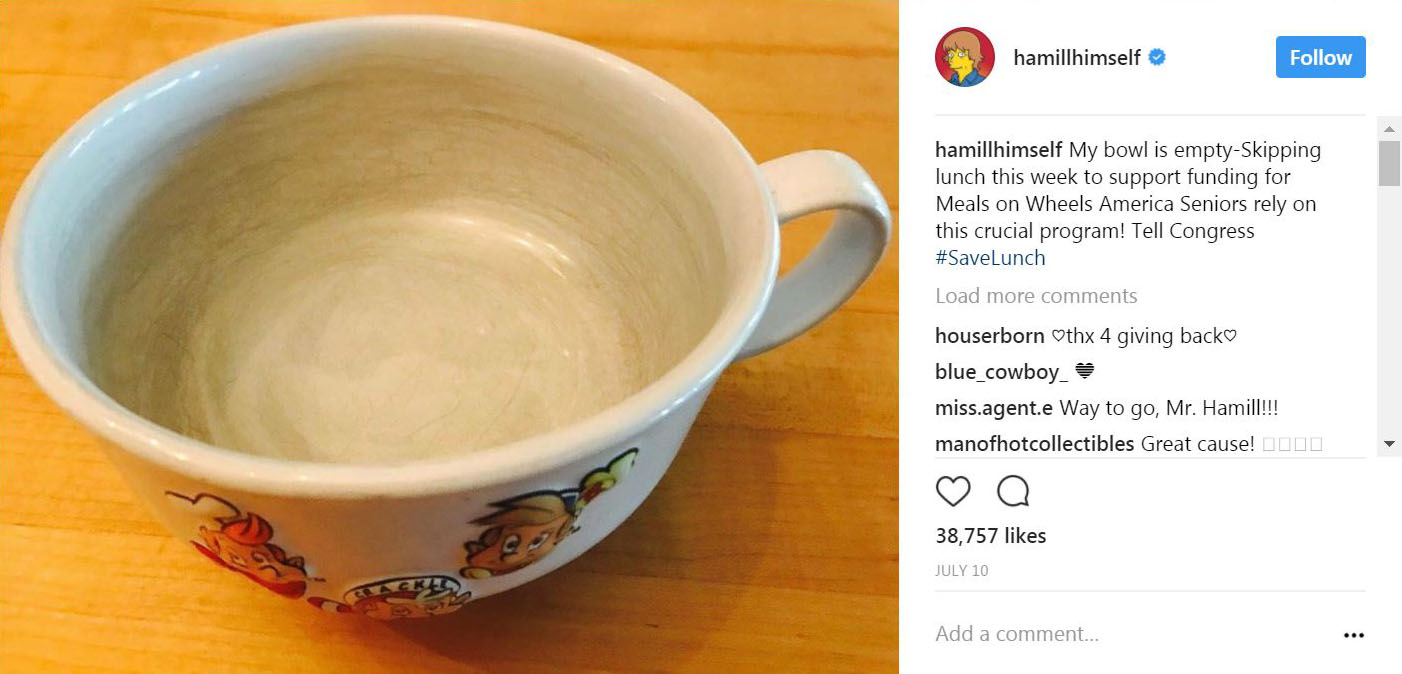 CRACKLE
hamillhimself
Follow
hamillhimself My bowl is empty-Skipping
lunch this week to support funding for
Meals on Wheels America Seniors rely on
this crucial program! Tell Congress
#SaveLunch
Load more comments
houserborn ♡thx 4 giving back♡
blue_cowboy_
miss.agent.e Way to go, Mr. Hamill!!!
manofhotcollectibles Great cause! □□□□
38,757 likes
JULY 10
Add a comment...